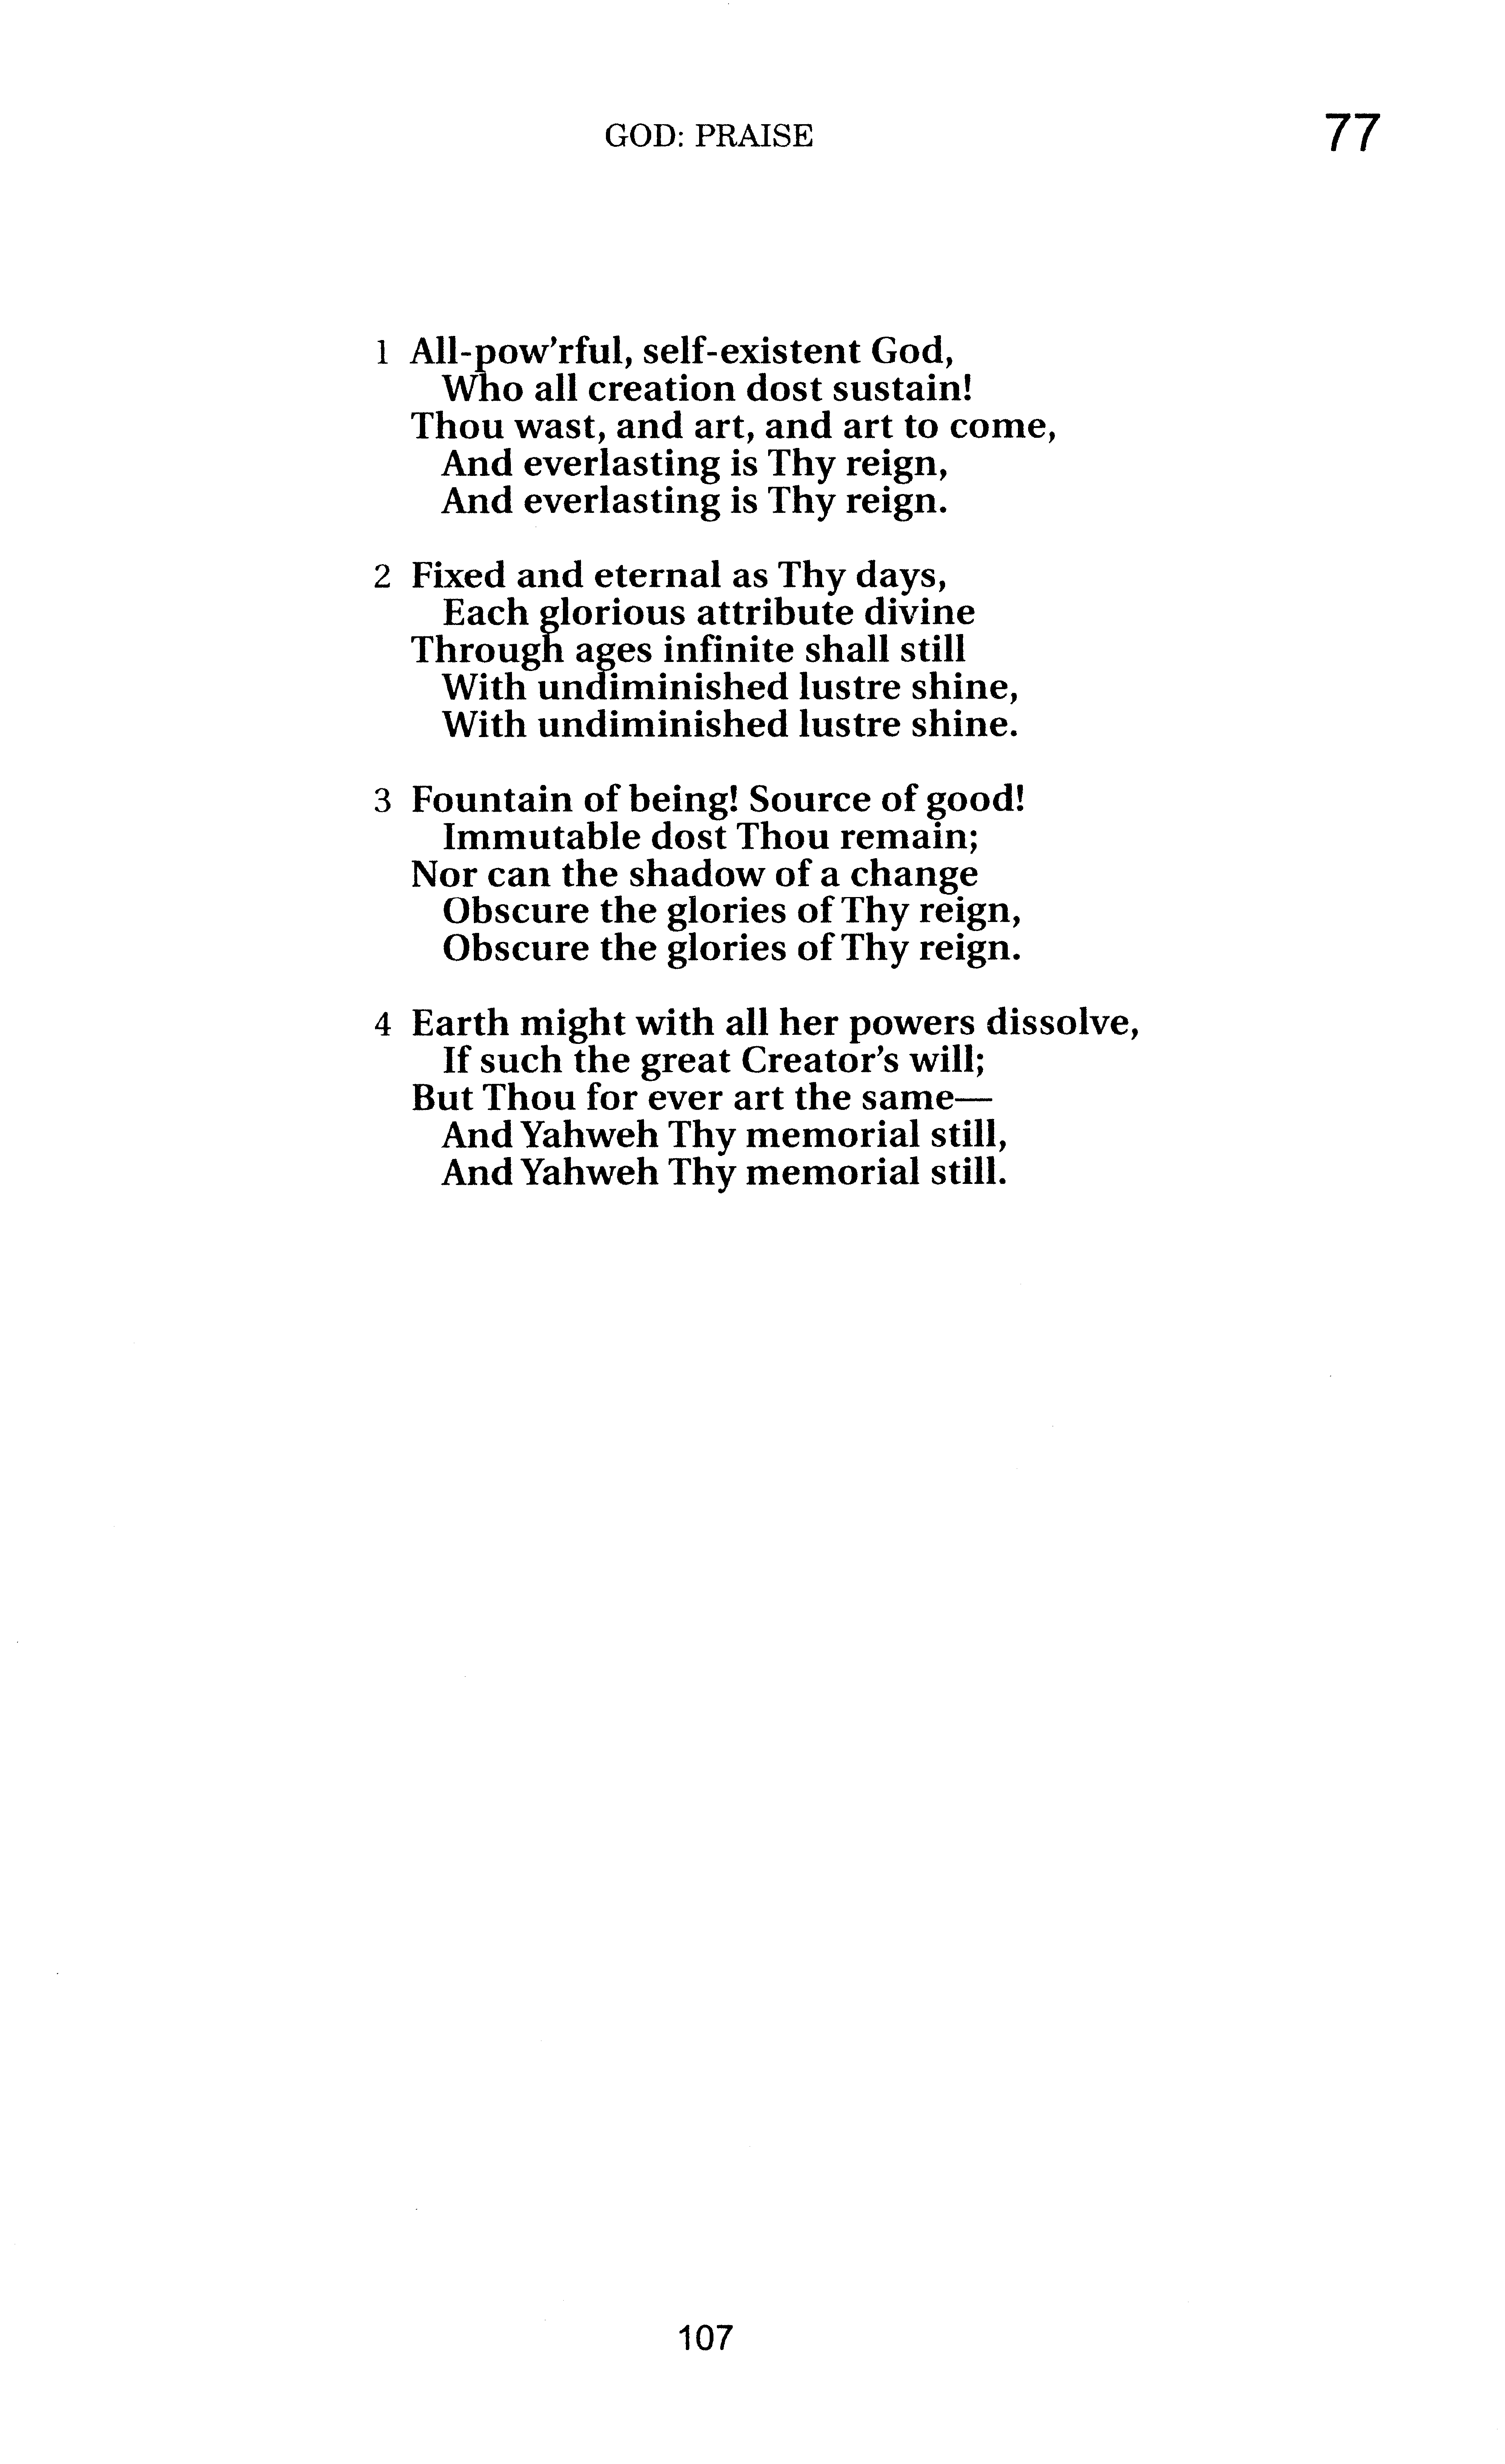 GOD: PRAISE 77
1 All-pow'rful, self-existent God,
Who all creation dost sustain!
Thou wast, and art, and art to come,
And everlasting is Thy reign,
And everlasting is Thy reign.
2 Fixed and eternal as Thy days,
Each glorious attribute divine
Through ages infinite shall still
With undiminished lustre shine,
With undiminished lustre shine.
3 Fountain of being! Source of good!
Immutable dost Thou remain;
Nor can the shadow of a change
Obscure the glories of Thy reign,
Obscure the glories of Thy reign.
4 Earth might with all her powers dissolve,
If such the great Creator's will;
But Thou for ever art the same—
And Yahweh Thy memorial still,
And Yahweh Thy memorial still.
107